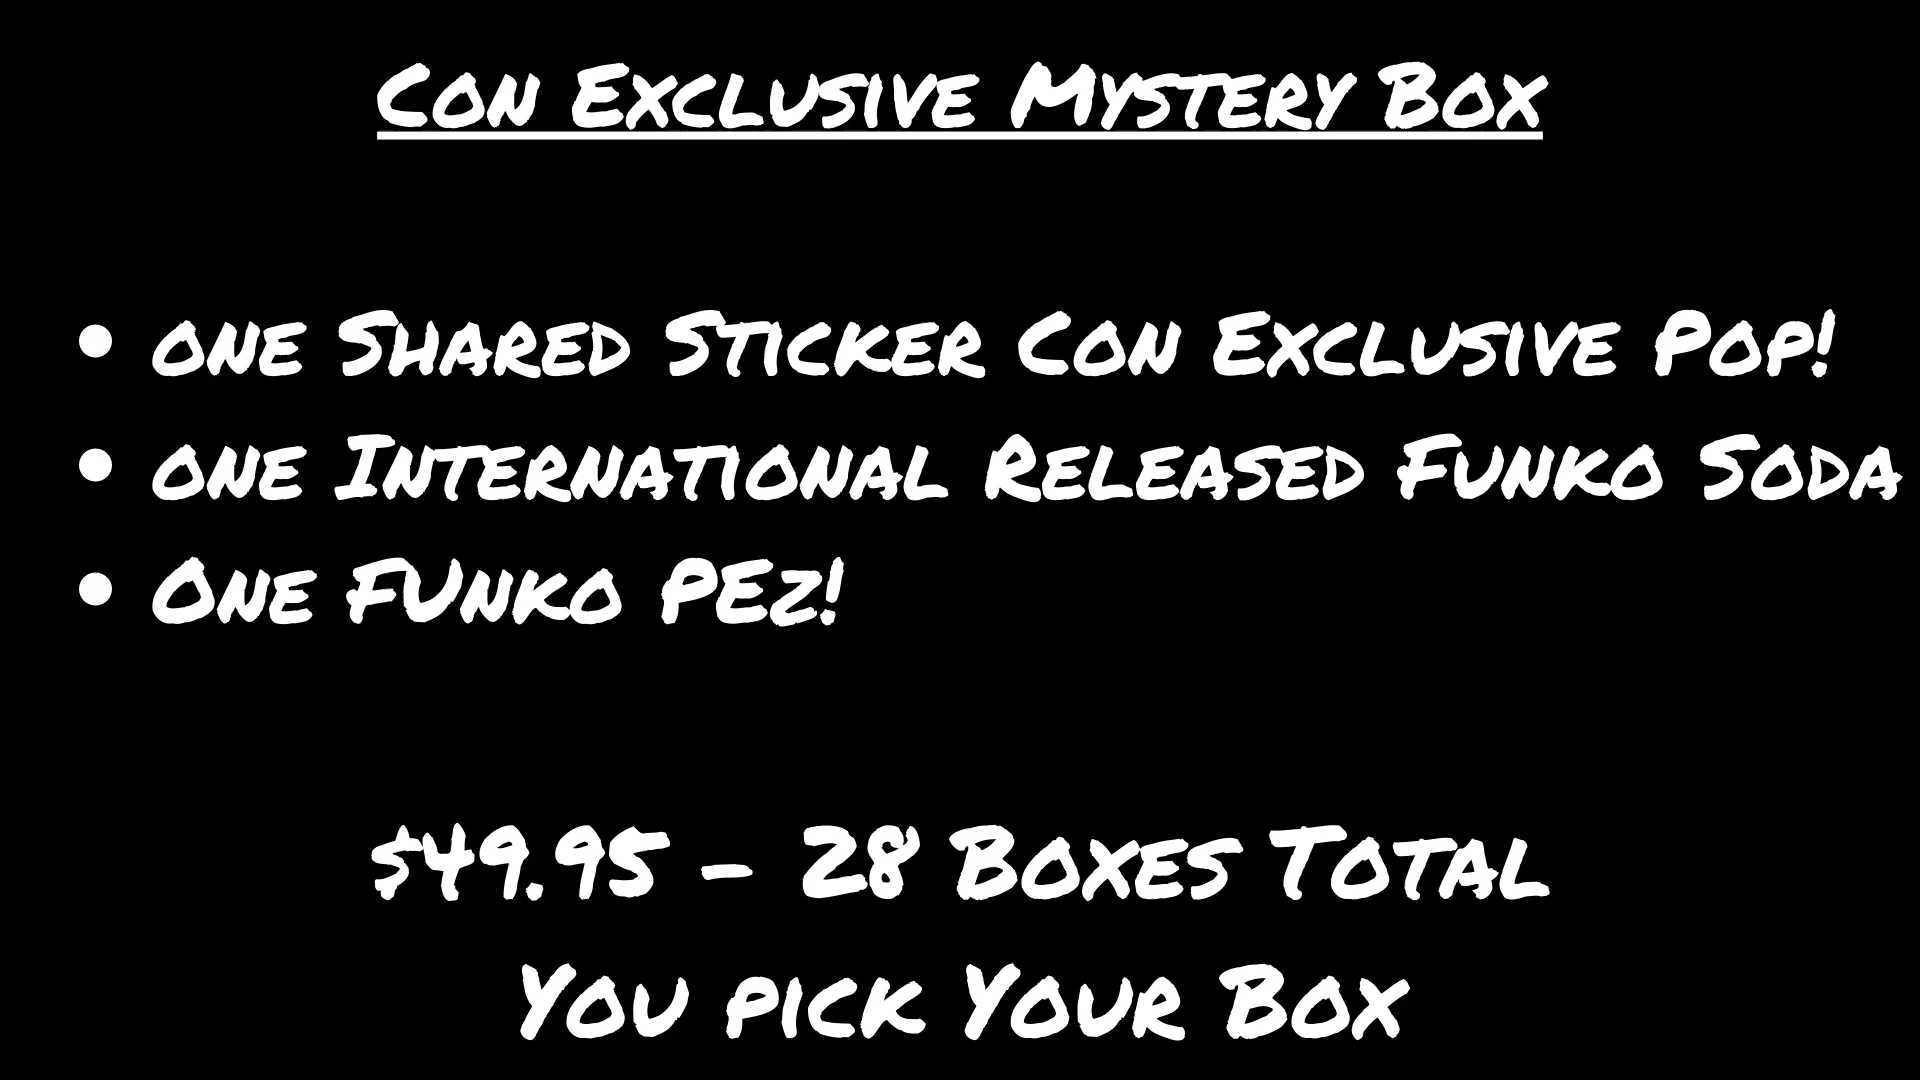 Con Exclusive Mystery Box
• one Shared Sticker Con Exclusive Pop!
• one International Released Funko Soda
• One FUnko PEz!
$49.95 - 28 Boxes Total
You pick Your Box